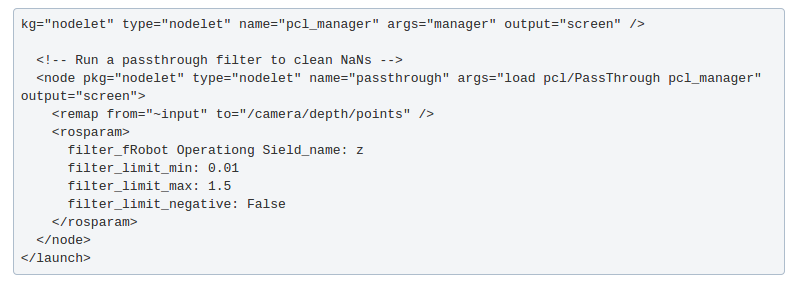 kg="nodelet" type="nodelet" name="pcl_manager" args="manager" output="screen" />

  <!-- Run a passthrough filter to clean NaNs -->
  <node pkg="nodelet" type="nodelet" name="passthrough" args="load pcl/PassThrough pcl_manager"
output="screen">
    <remap from="~input" to="/camera/depth/points" />
    <rosparam>
      filter_fRobot Operationg Sield_name: z
      filter_limit_min: 0.01
      filter_limit_max: 1.5
      filter_limit_negative: False
    </rosparam>
  </node>
</launch>